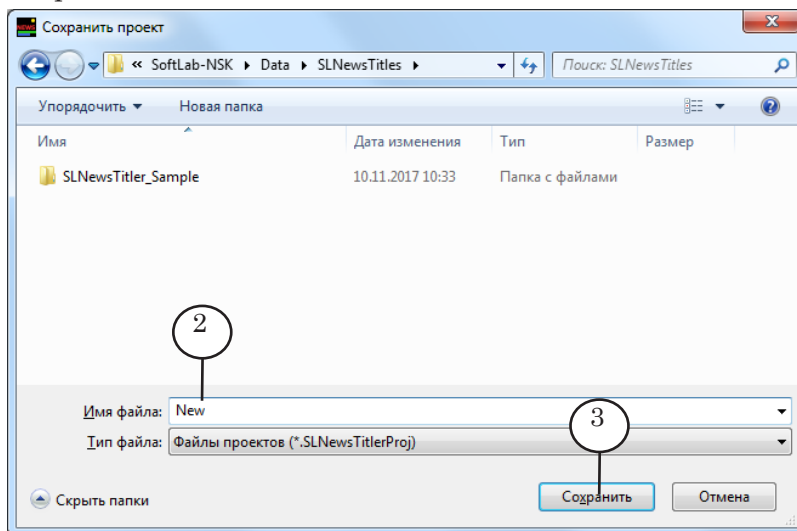 NEWS Сохранить проект
« SoftLab-NSK ▸ Data ▸ SLNewsTitles ▸ Поиск: SLNewsTitles
Упорядочить Новая папка
Имя Дата изменения Тип Размер
SLNewsTitler_Sample 10.11.2017 10:33 Папка с файлами
2
Имя файла: New
3
Тип файла: Файлы проектов (*.SLNewsTitlerProj)
Скрыть папки Сохранить Отмена